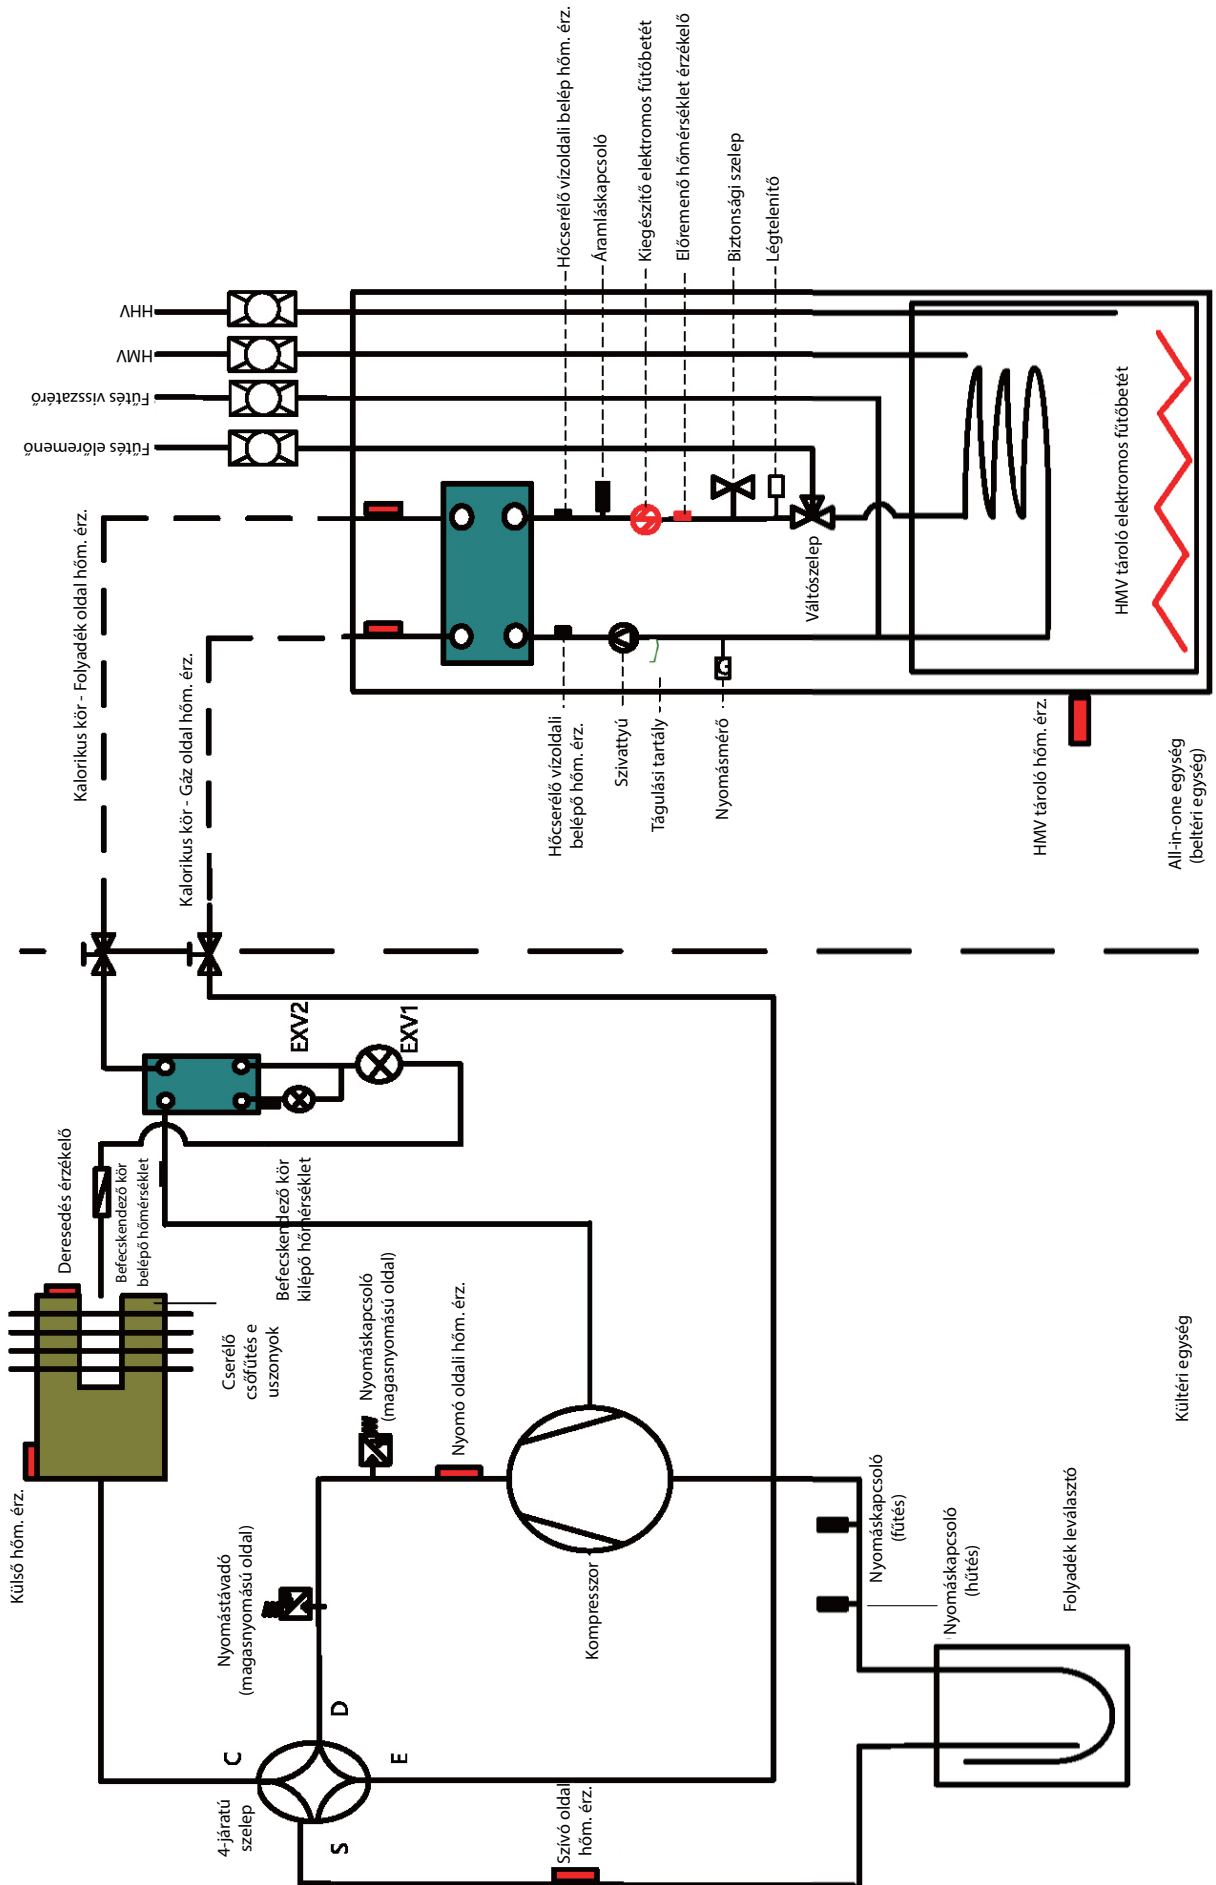 Külső hőm. érz.
Deresedés érzékelő
Befecskendező kör
belépő hőmérséklet
Cserélő
csőfűtés e
uszonyok
Befecskendező kör
kilépő hőmérséklet
EXV2
EXV1
Nyomáskapcsoló
(magasnyomású oldal)
Nyomó oldali hőm. érz.
Nyomástávadó
(magasnyomású oldal)
Kompresszor
4-járatú
szelep
C
D
E
S
Szívó oldal
hőm. érz.
Nyomáskapcsoló
(fűtés)
Nyomáskapcsoló
(hűtés)
Folyadék leválasztó
Kültéri egység
Kalorikus kör - Folyadék oldal hőm. érz.
Kalorikus kör - Gáz oldal hőm. érz.
Fűtés előremenő
Fűtés visszatérő
HMV
HHV
Hőcserélő vízoldali belép hőm. érz.
Áramláskapcsoló
Kiegészítő elektromos fűtőbetét
Előremenő hőmérséklet érzékelő
Biztonsági szelep
Légtelenítő
Váltószelep
HMV tároló elektromos fűtőbetét
Hőcserélő vízoldali
belépő hőm. érz.
Szivattyú
Tágulási tartály
Nyomásmérő
G
HMV tároló hőm. érz.
All-in-one egység
(beltéri egység)